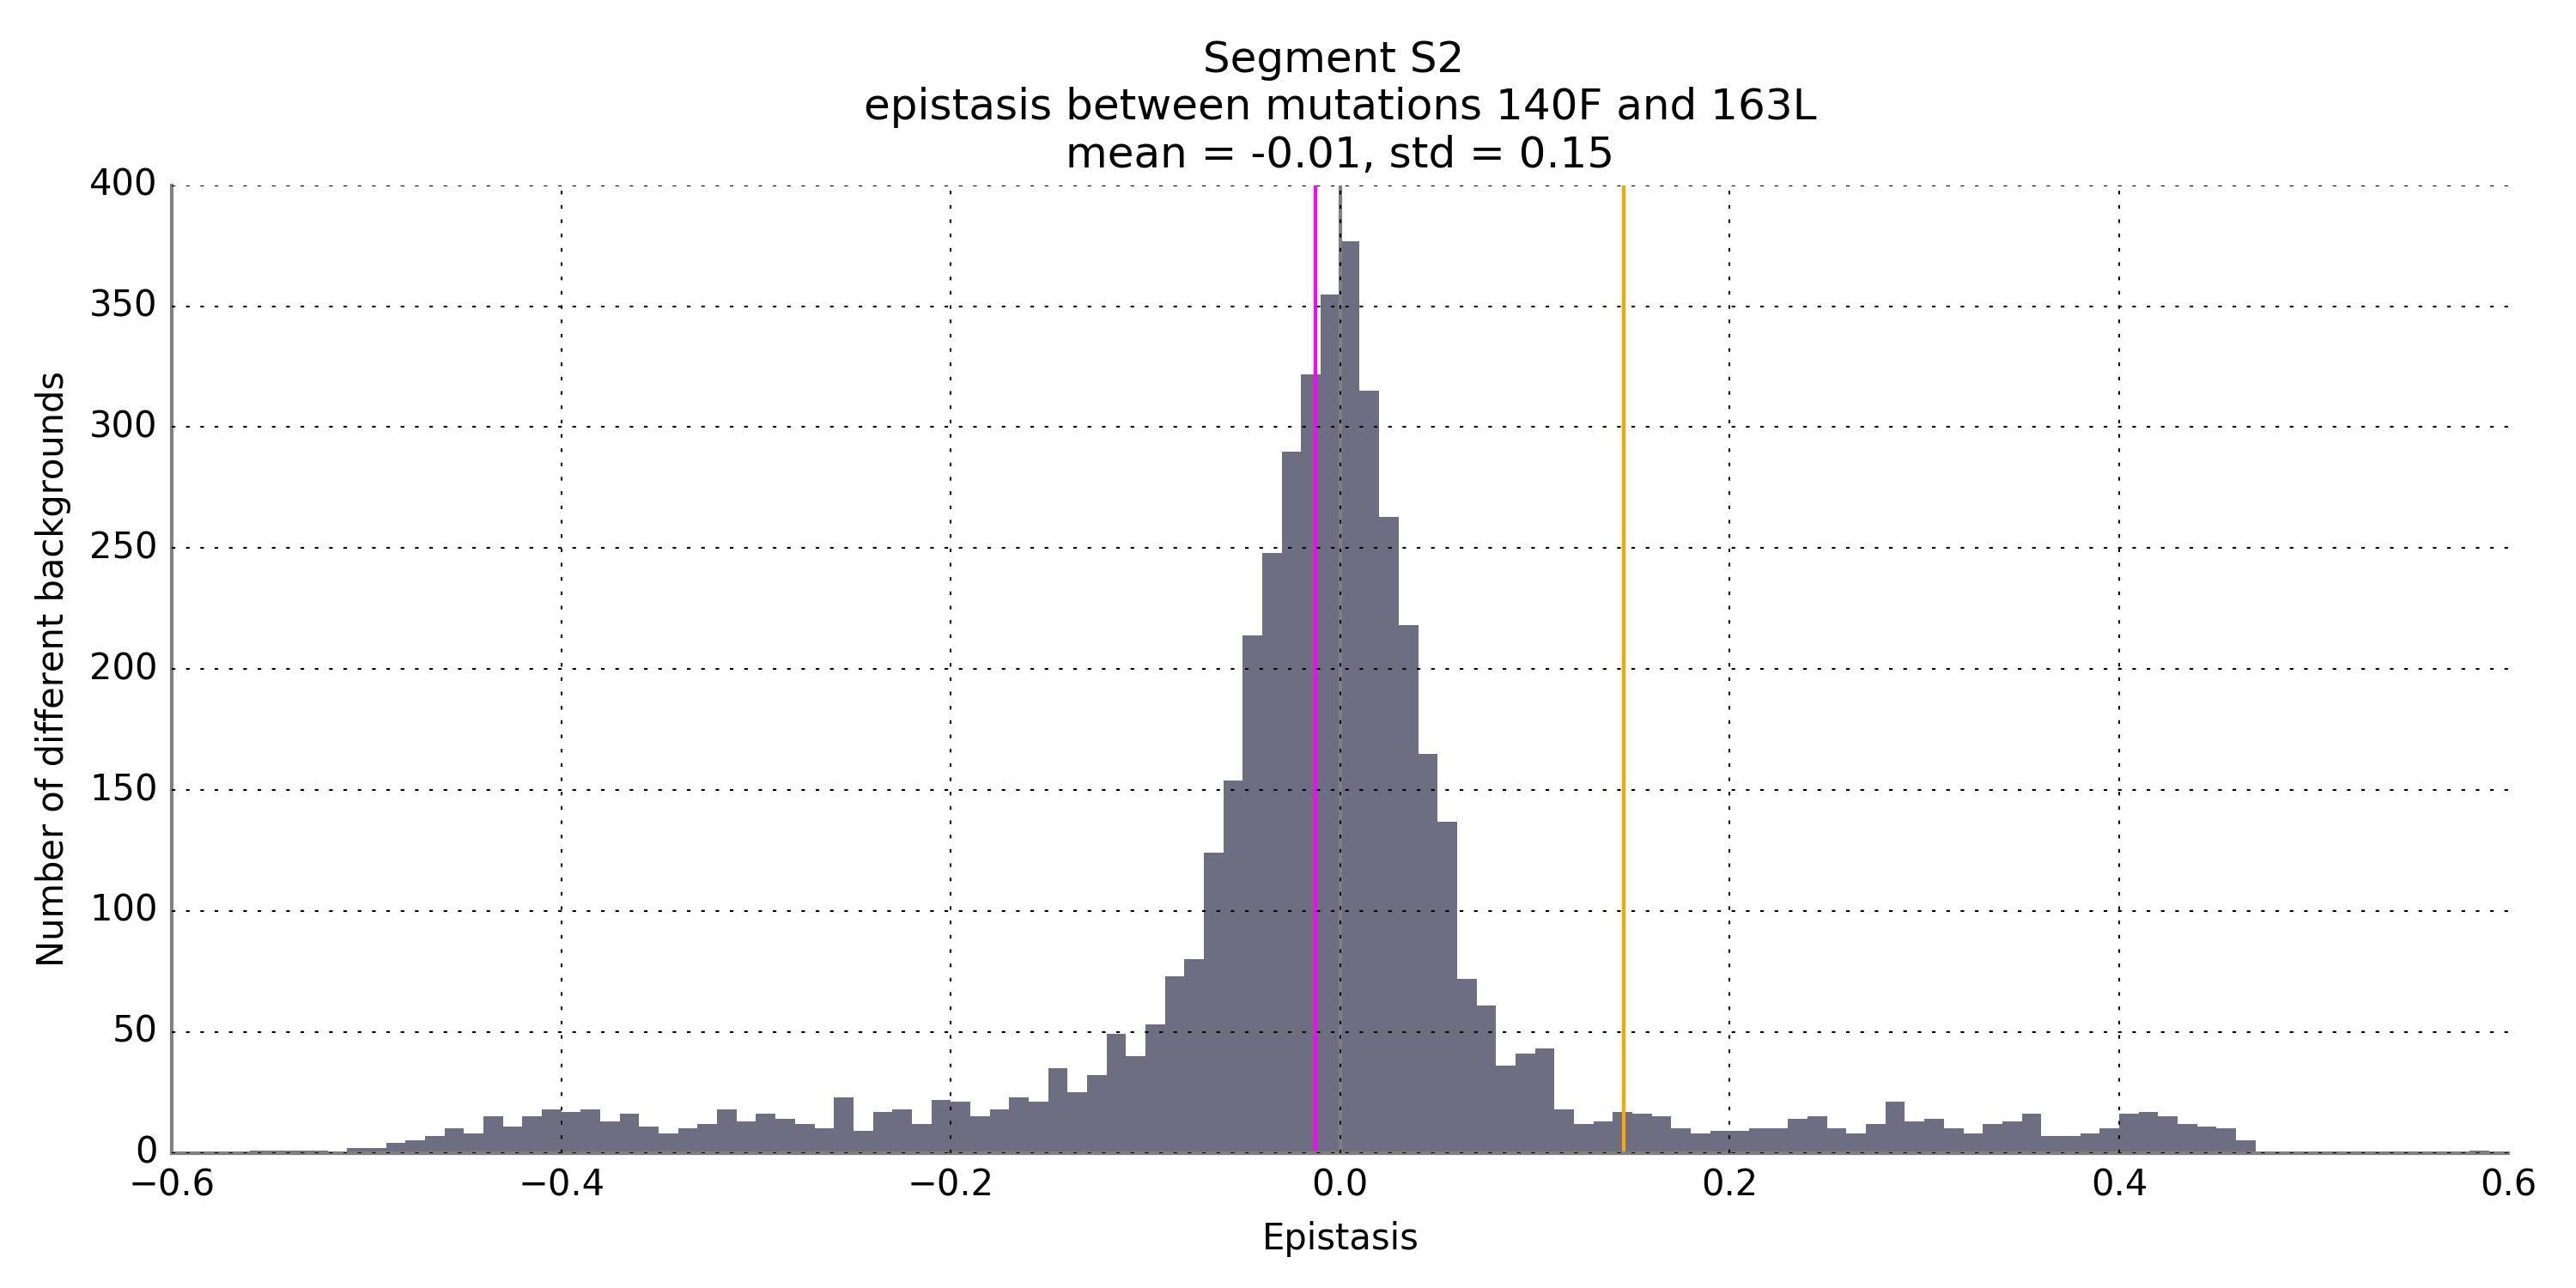 Segment S2
epistasis between mutations 140F and 163L
mean = -0.01, std = 0.15
400
350
300
250
200
150
100
50
0
Number of different backgrounds
−0.6 −0.4 −0.2 0.0 0.2 0.4 0.6
Epistasis